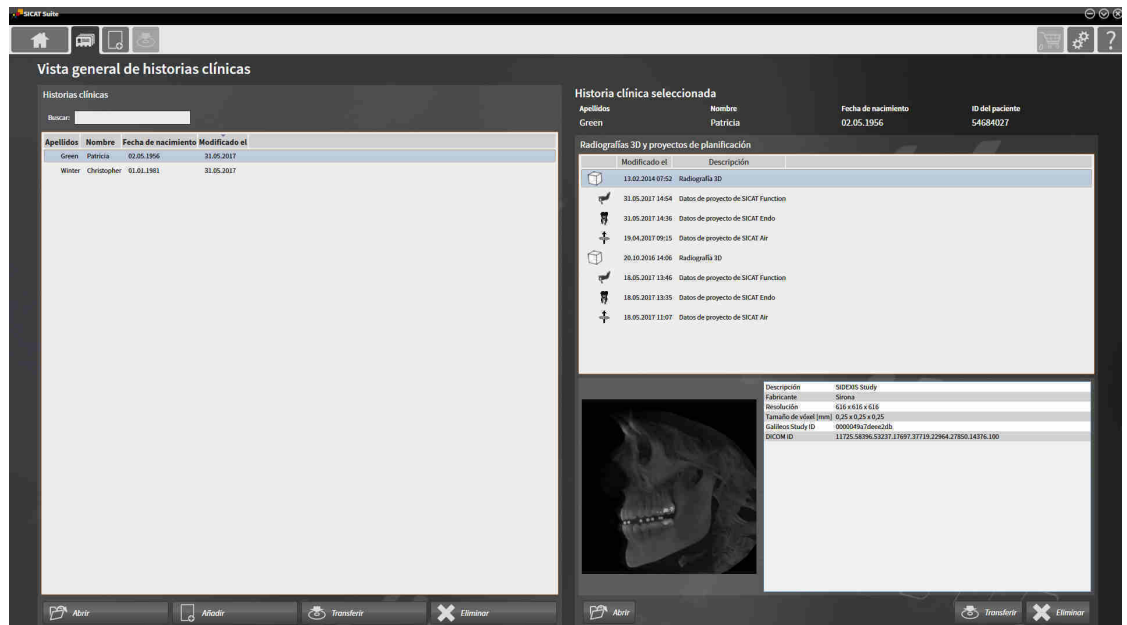 SICAT Suite
?
Vista general de historias clínicas
Historias clínicas
Buscar:
Apellidos Nombre Fecha de nacimiento Modificado el
Green Patricia 02.05.1956 31.05.2017
Winter Christopher 01.01.1981 31.05.2017
Abrir
Añadir
Transferir
Eliminar
Historia clínica seleccionada
Apellidos Nombre Fecha de nacimiento ID del paciente
Green Patricia 02.05.1956 54684027
Radiografías 3D y proyectos de planificación
Modificado el Descripción
13.02.2014 07:52 Radiografía 3D
31.05.2017 14:54 Datos de proyecto de SICAT Function
31.05.2017 14:36 Datos de proyecto de SICAT Endo
19.04.2017 09:15 Datos de proyecto de SICAT Air
20.10.2016 14:06 Radiografía 3D
18.05.2017 13:46 Datos de proyecto de SICAT Function
18.05.2017 13:35 Datos de proyecto de SICAT Endo
18.05.2017 11:07 Datos de proyecto de SICAT Air
Descripción SIDEXIS Study
Fabricante Sirona
Resolución 616 x 616 x 616
Tamaño de vóxel [mm] 0,25 x 0,25 x 0,25
Galileos Study ID 0000049a7deee2db
DICOM ID 11725.58396.53237.17697.37719.22964.27850.14376.100
Abrir
Transferir
Eliminar